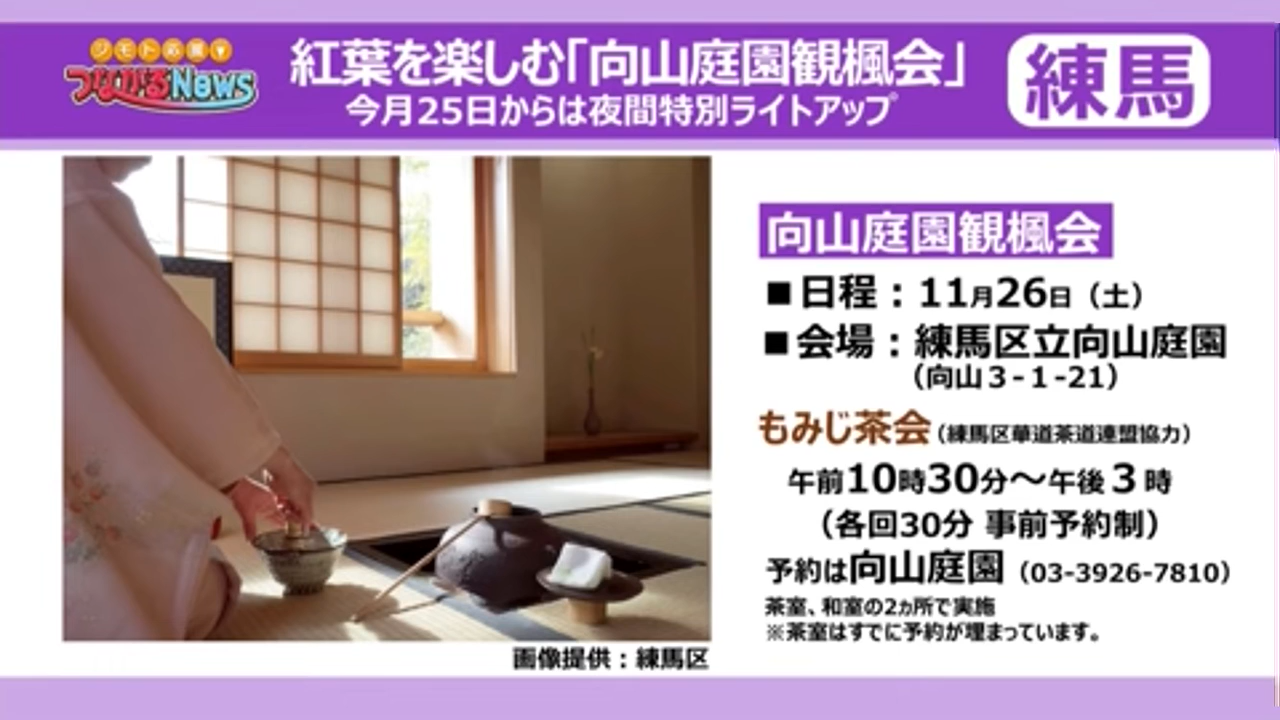 ジモト応援▼
つながるNews
紅葉を楽しむ「向山庭園観楓会」
今月25日からは夜間特別ライトアップ
練馬
向山庭園観楓会
■日程：11月26日（土）
■会場：練馬区立向山庭園
（向山３-１-21）
もみじ茶会（練馬区華道茶道連盟協力）
午前10時30分～午後３時
（各回30分 事前予約制）
予約は向山庭園（03-3926-7810）
茶室、和室の2ヵ所で実施
※茶室はすでに予約が埋まっています。
画像提供：練馬区